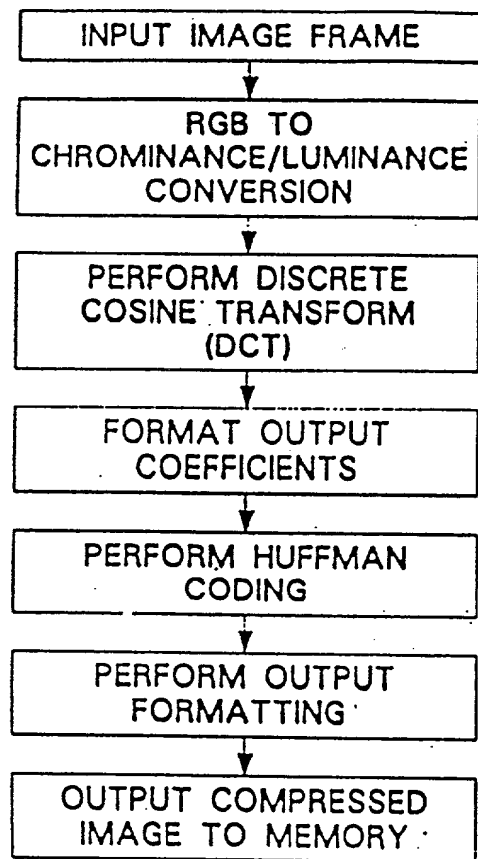 INPUT IMAGE FRAME
RGB TO
CHROMINANCE/LUMINANCE
CONVERSION
PERFORM DISCRETE
COSINE TRANSFORM
(DCT)
FORMAT OUTPUT
COEFFICIENTS
PERFORM HUFFMAN
CODING
PERFORM OUTPUT
FORMATTING
OUTPUT COMPRESSED
IMAGE TO MEMORY